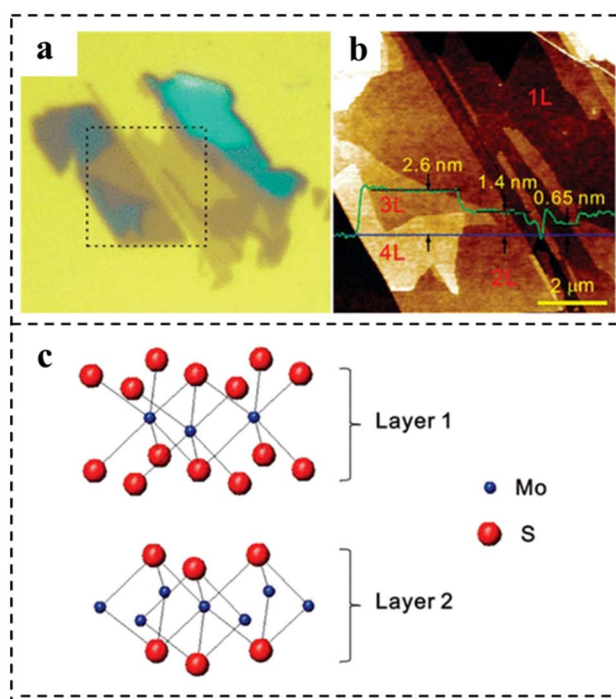 a
b
1L
2.6 nm
1.4 nm
0.65 nm
3L
4L
2L
2 μm
c
Layer 1
Mo
S
Layer 2